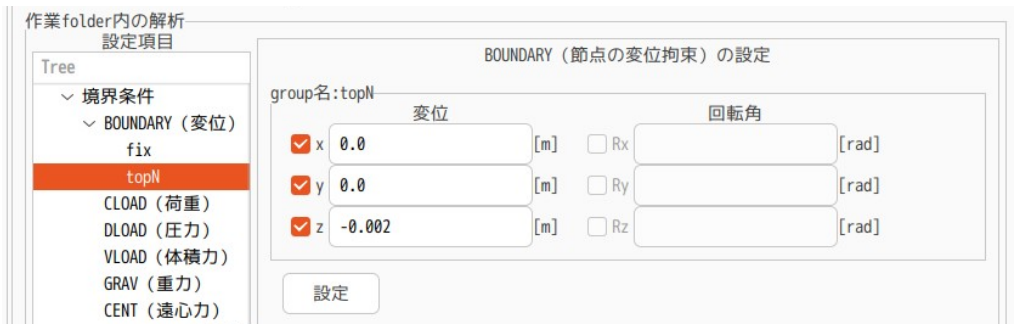 作業folder内の解析
設定項目
Tree
境界条件
BOUNDARY (変位)
fix
topN
CLOAD (荷重)
DLOAD (圧力)
VLOAD (体積力)
GRAV (重力)
CENT (遠心力)
BOUNDARY (節点の変位拘束) の設定
group名:topN
変位 回転角
x 0.0 [m] Rx [rad]
y 0.0 [m] Ry [rad]
z -0.002 [m] Rz [rad]
設定